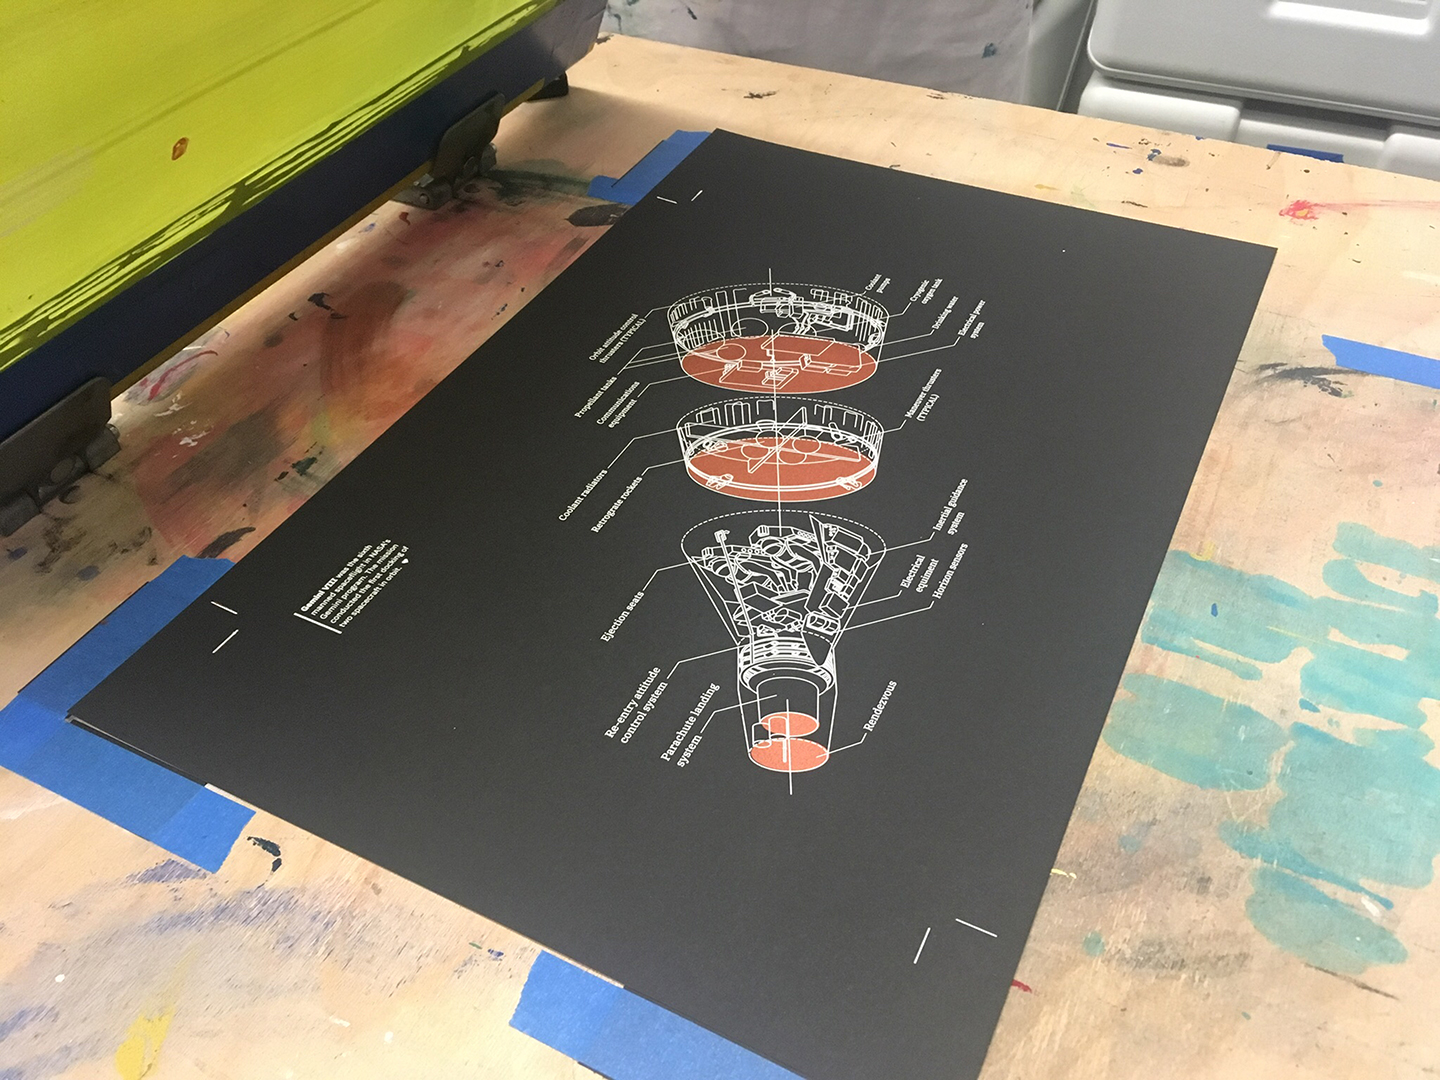 Coolant
pumps
Cryogenic
oxygen tank
Drinking water
Electrical power
system
Orbit attitude control
thrusters (TYPICAL)
Propellant tanks
Communications
equipment
Maneuver thrusters
(TYPICAL)
Coolant radiators
Retrograte rockets
Inertial guidance
system
Electrical
equiment
Horizon sensors
Ejection seats
Re-entry attitude
control system
Parachute landing
system
Rendezvous
Gemini VIII was the sixth
manned spaceflight in NASA's
Gemini program. The mission
conducted the first docking of
two spacecraft in orbit.